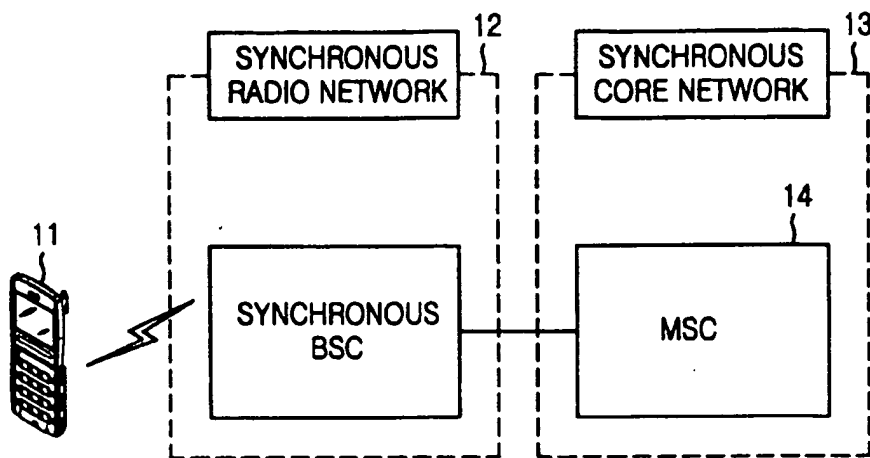 12
13
SYNCHRONOUS
RADIO NETWORK
SYNCHRONOUS
CORE NETWORK
14
11
SYNCHRONOUS
BSC
MSC